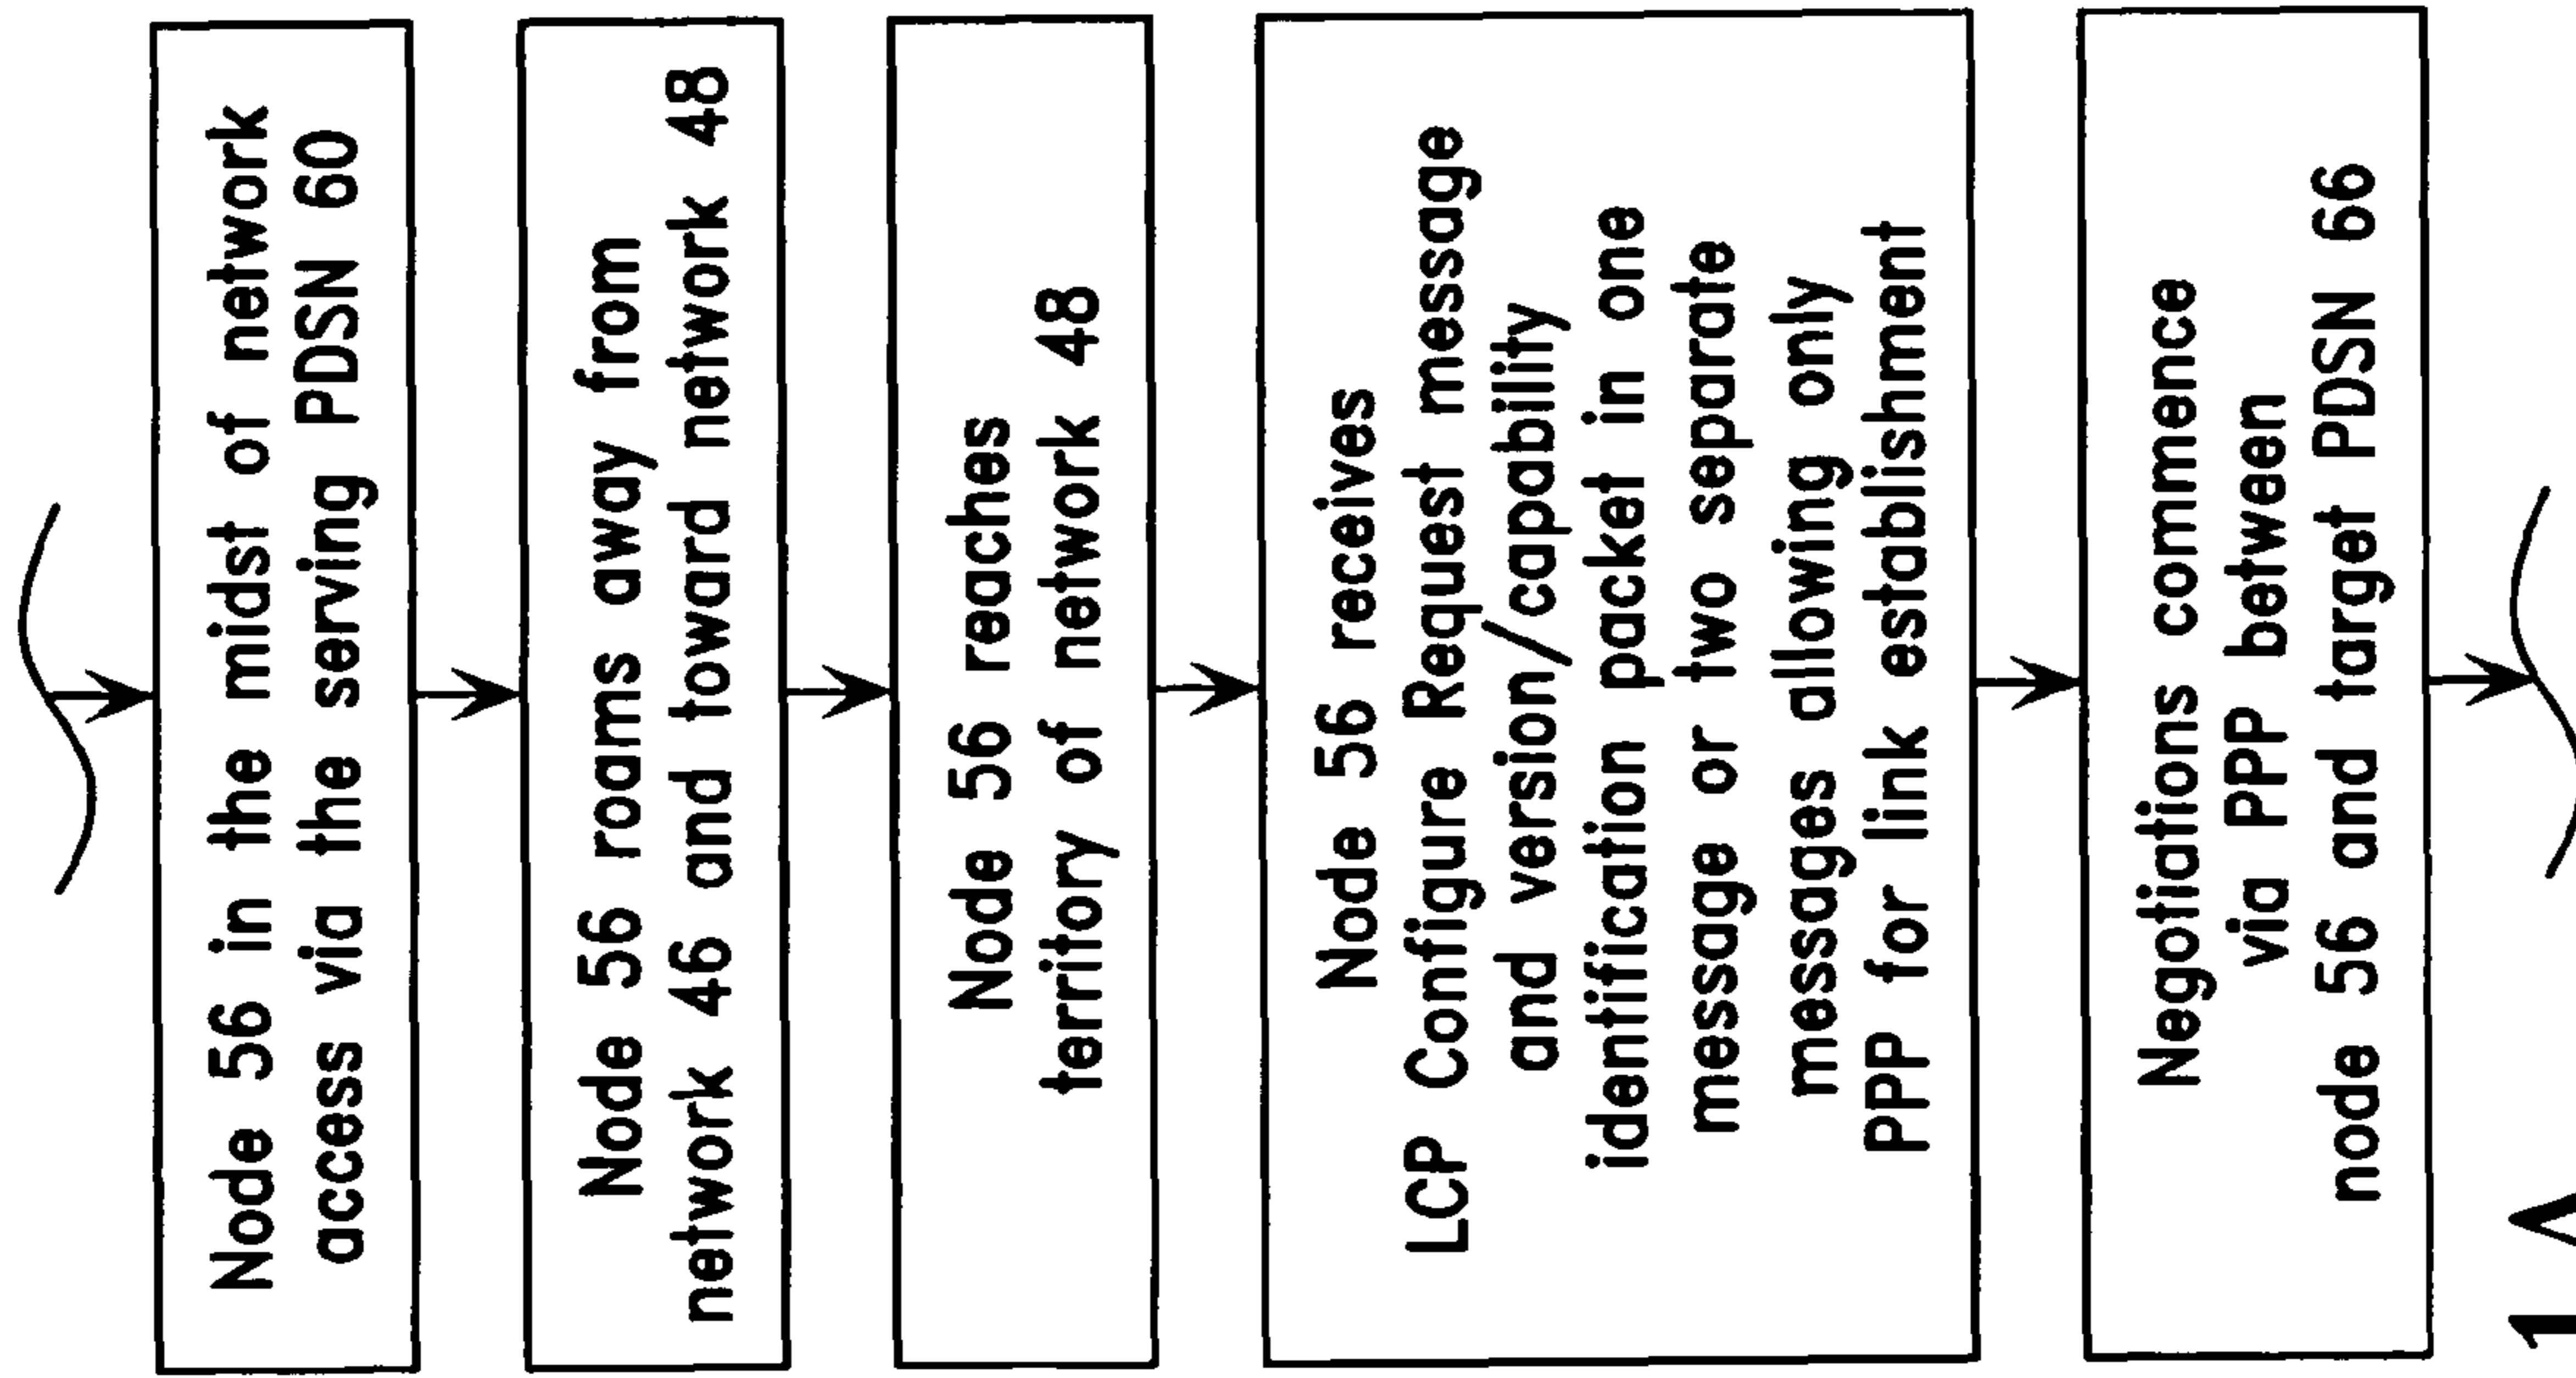 Node 56 in the midst of network
access via the serving PDSN 60
Node 56 roams away from
network 46 and toward network 48
Node 56 reaches
territory of network 48
Node 56 receives
LCP Configure Request message
and version/capability
identification packet in one
message or two separate
messages allowing only
PPP for link establishment
Negotiations commence
via PPP between
node 56 and target PDSN 66